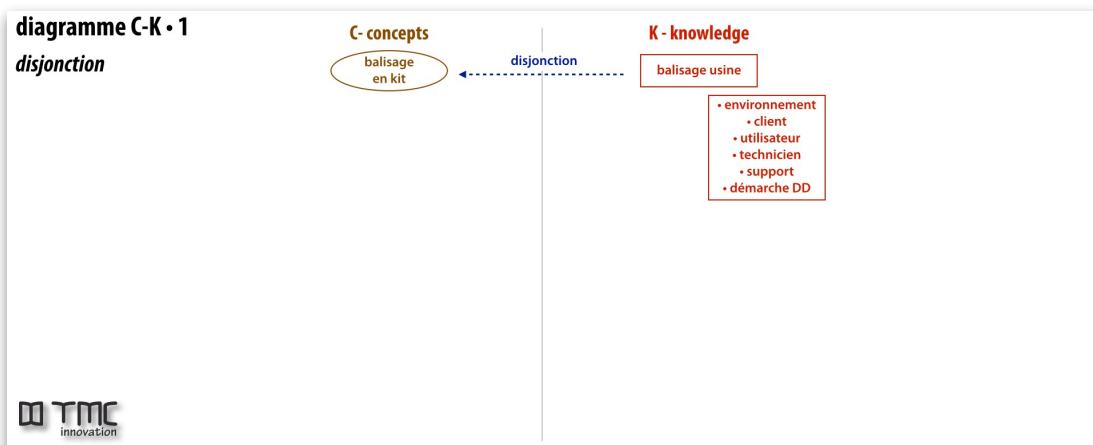 diagramme C-K • 1
disjonction
C- concepts
balisage
en kit
disjonction
K - knowledge
balisage usine
• environnement
• client
• utilisateur
• technicien
• support
• démarche DD
TMC
innovation